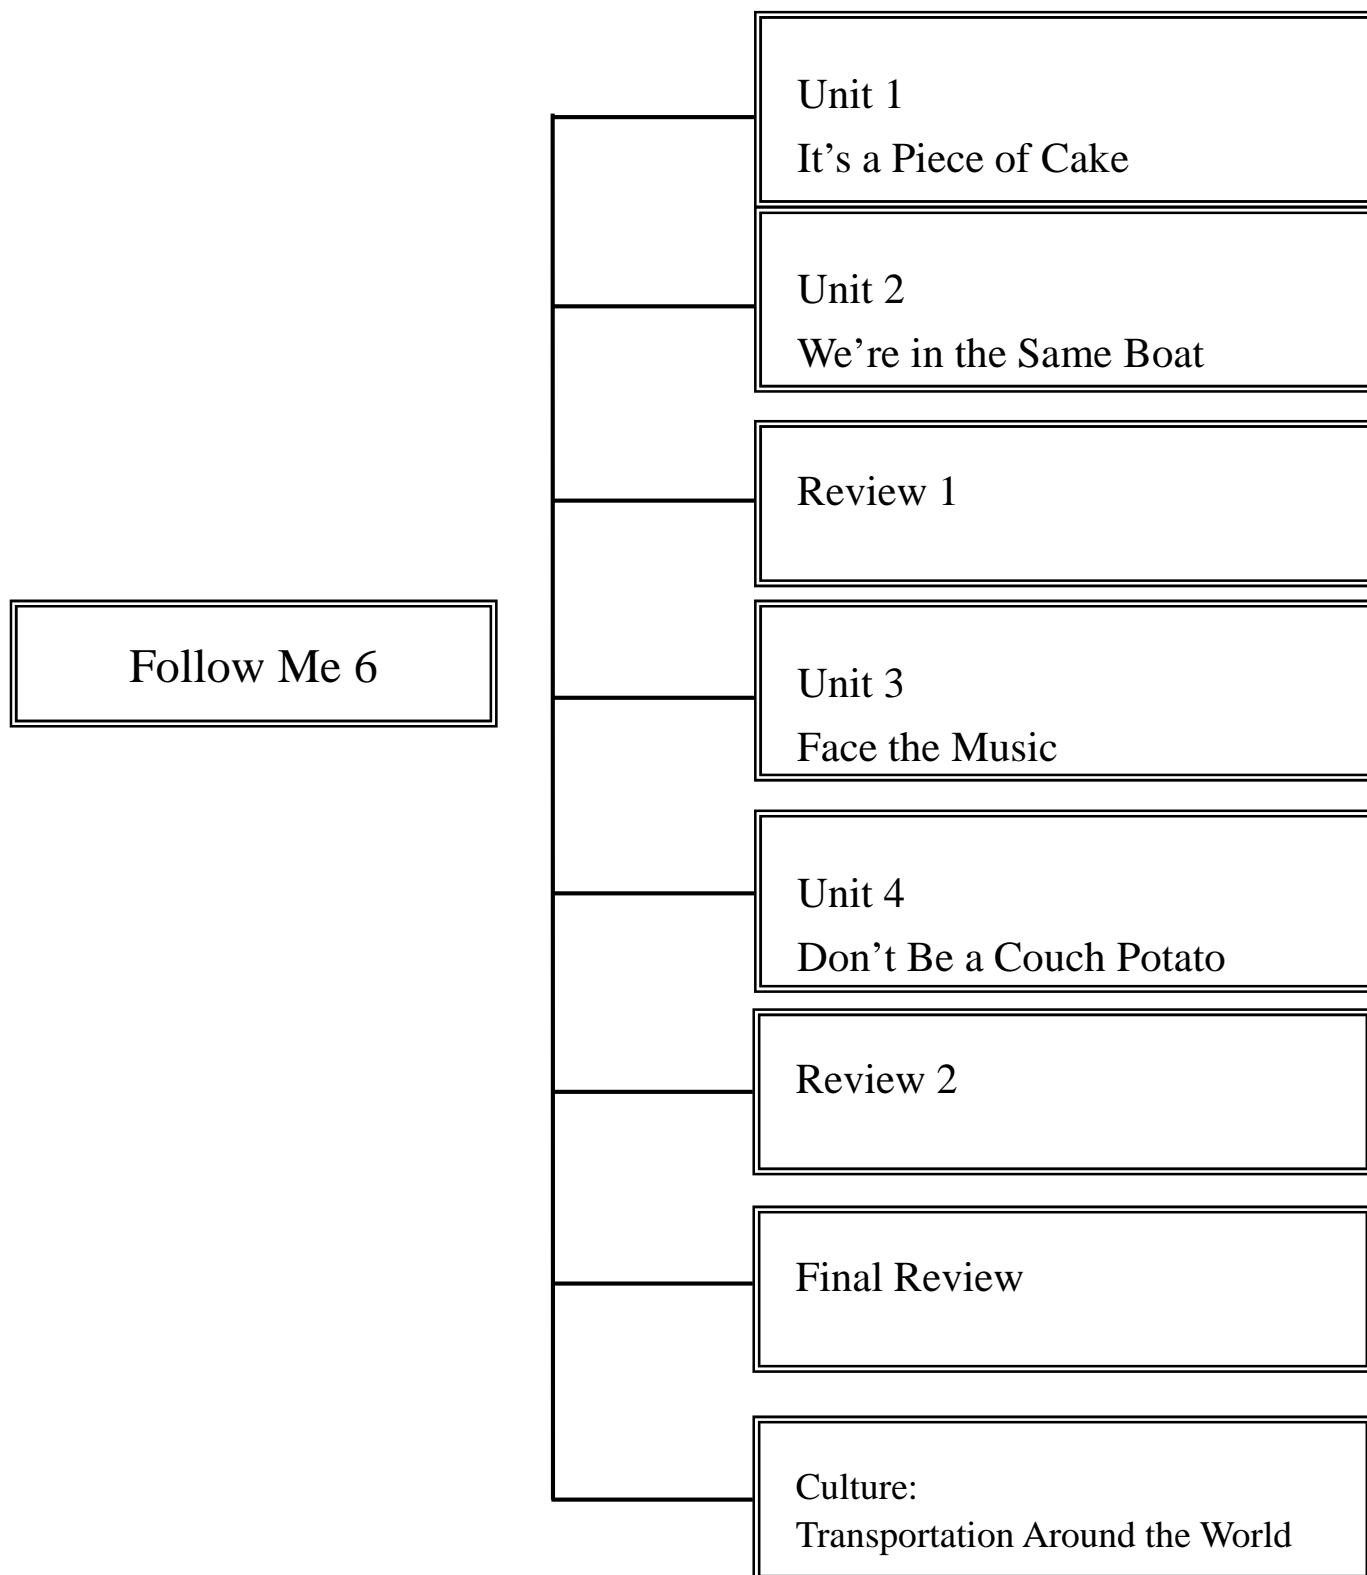 Follow Me 6
Unit 1
It’s a Piece of Cake
Unit 2
We’re in the Same Boat
Review 1
Unit 3
Face the Music
Unit 4
Don’t Be a Couch Potato
Review 2
Final Review
Culture:
Transportation Around the World